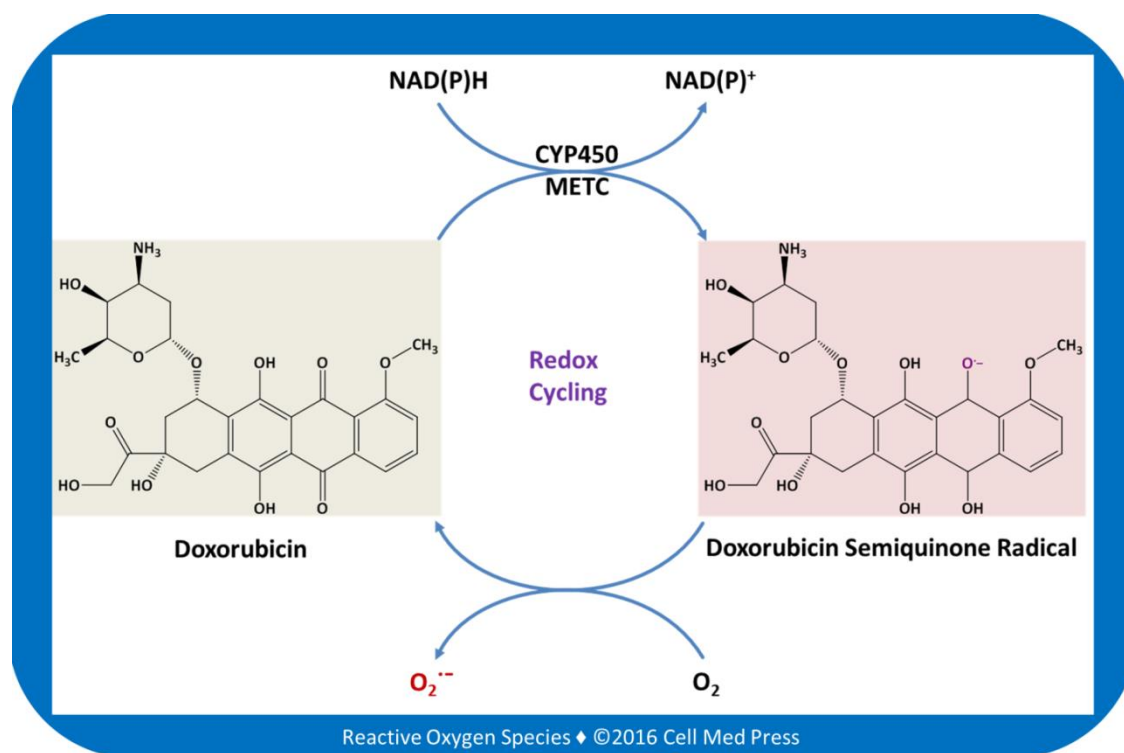 NAD(P)H
NAD(P)⁺
CYP450
METC
NH₃
HO
H₃C
O
O
OH
O
O
CH₃
O
HO
HO
OH
O
Redox
Cycling
NH₃
HO
H₃C
O
O
OH
O·−
O
CH₃
O
HO
HO
OH
OH
Doxorubicin
Doxorubicin Semiquinone Radical
O₂·−
O₂
Reactive Oxygen Species ♦ ©2016 Cell Med Press